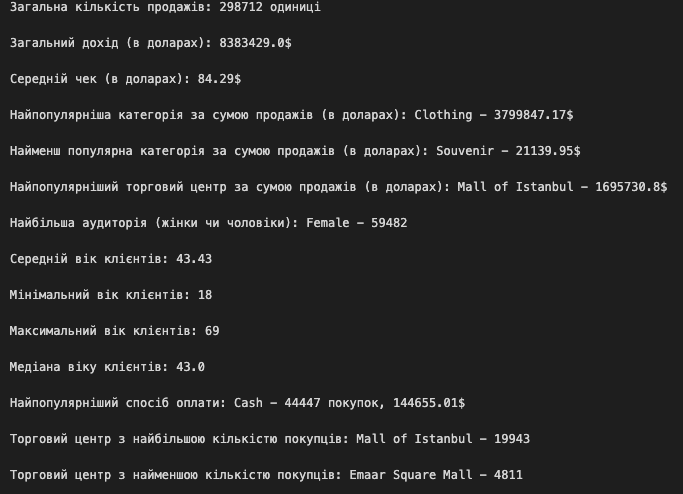 Загальна кількість продажів: 298712 одиниці
Загальний дохід (в доларах): 8383429.0$
Середній чек (в доларах): 84.29$
Найпопулярніша категорія за сумою продажів (в доларах): Clothing – 3799847.17$
Найменш популярна категорія за сумою продажів (в доларах): Souvenir – 21139.95$
Найпопулярніший торговий центр за сумою продажів (в доларах): Mall of Istanbul – 1695730.8$
Найбільша аудиторія (жінки чи чоловіки): Female – 59482
Середній вік клієнтів: 43.43
Мінімальний вік клієнтів: 18
Максимальний вік клієнтів: 69
Медіана віку клієнтів: 43.0
Найпопулярніший спосіб оплати: Cash – 44447 покупок, 144655.01$
Торговий центр з найбільшою кількістю покупців: Mall of Istanbul – 19943
Торговий центр з найменшою кількістю покупців: Emaar Square Mall – 4811